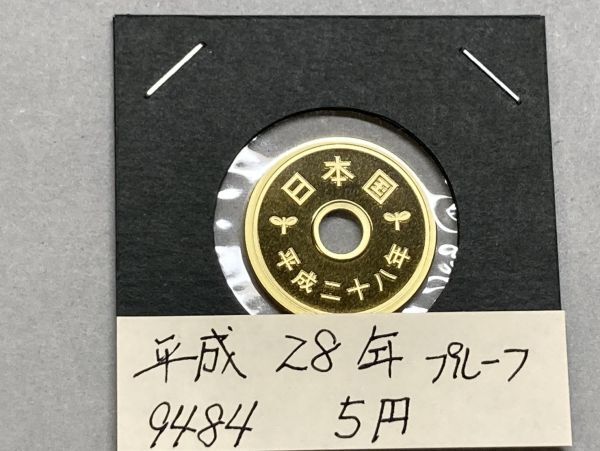 日本国
平成二十八年
平成 28年 プルーフ
9484 5円